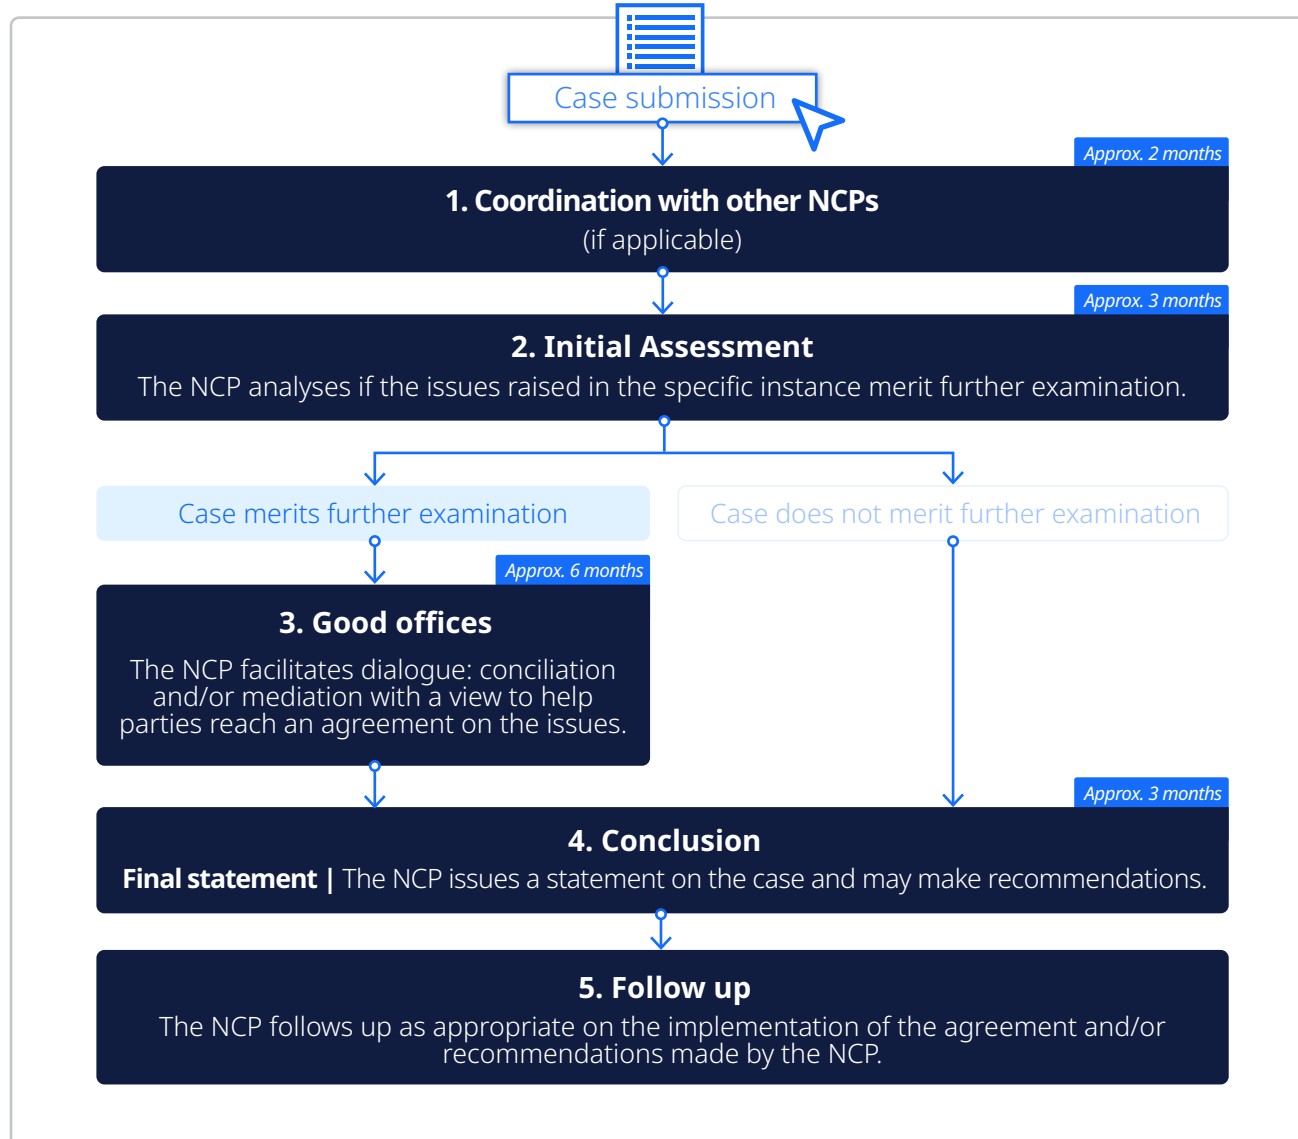 Case submission
Approx. 2 months
1. Coordination with other NCPs
(if applicable)
Approx. 3 months
2. Initial Assessment
The NCP analyses if the issues raised in the specific instance merit further examination.
Case merits further examination
Case does not merit further examination
Approx. 6 months
3. Good offices
The NCP facilitates dialogue: conciliation
and/or mediation with a view to help
parties reach an agreement on the issues.
Approx. 3 months
4. Conclusion
Final statement | The NCP issues a statement on the case and may make recommendations.
5. Follow up
The NCP follows up as appropriate on the implementation of the agreement and/or
recommendations made by the NCP.